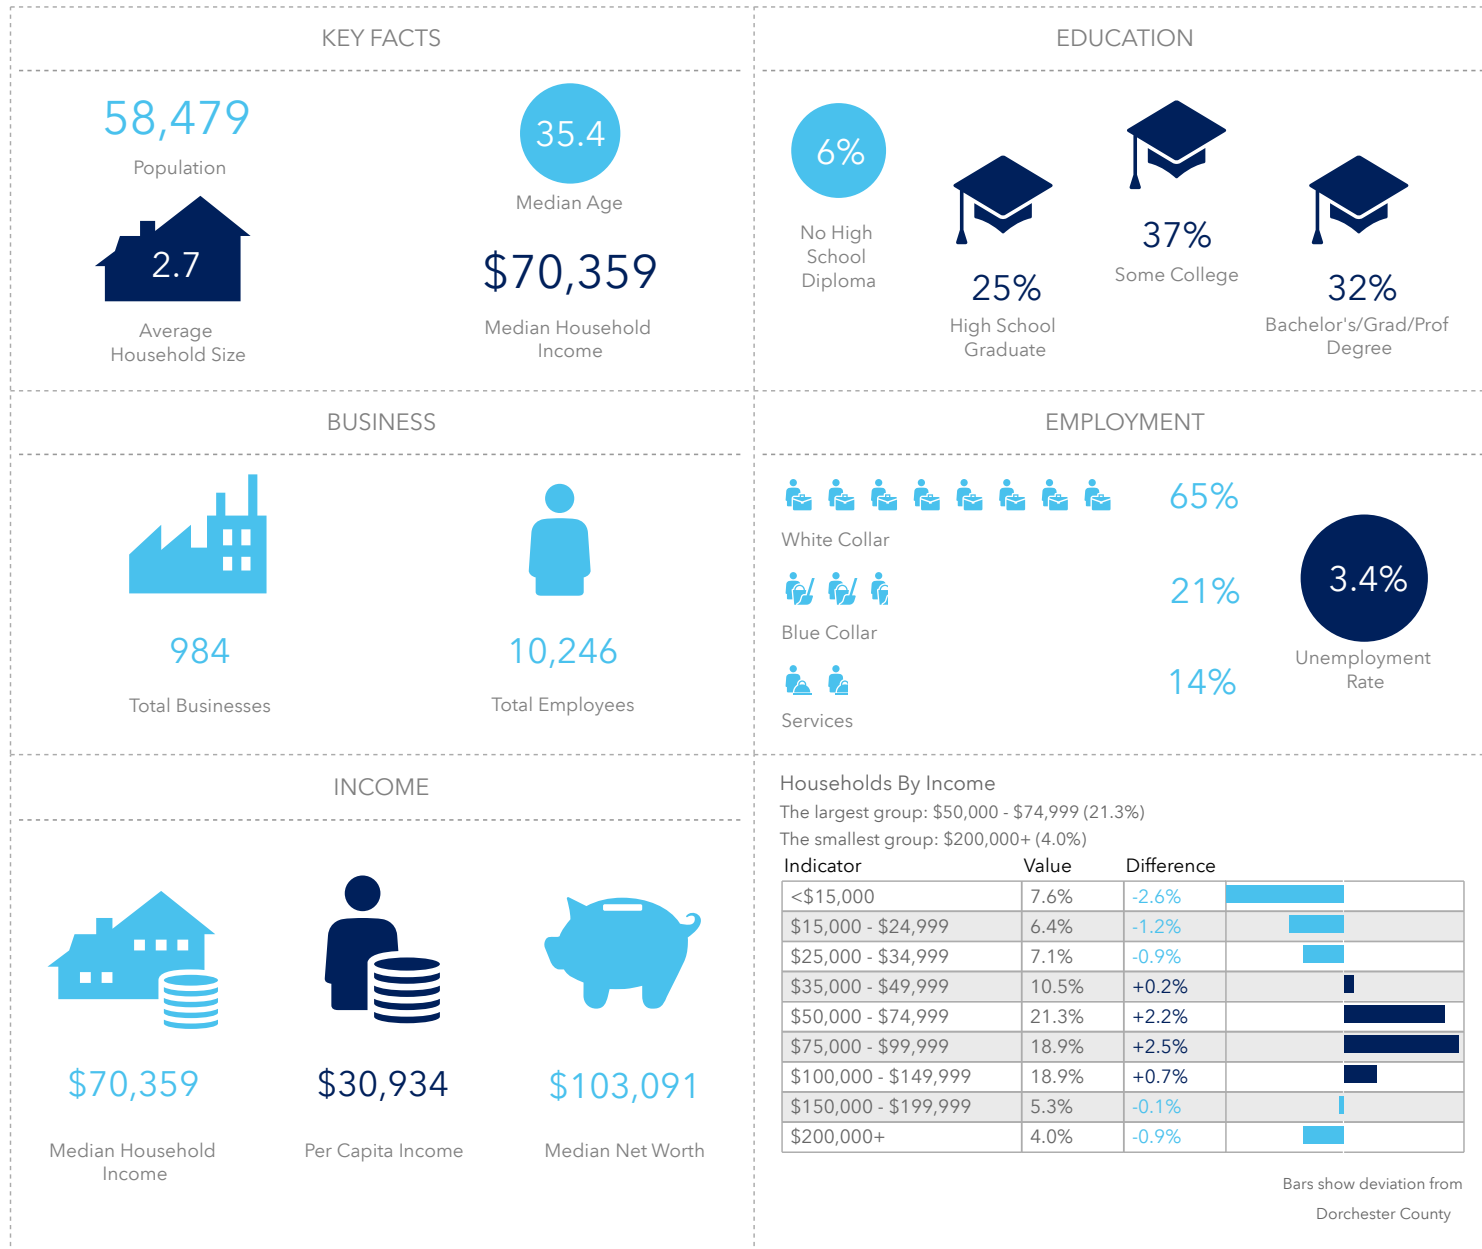 KEY FACTS
58,479
Population
35.4
Median Age
2.7
Average
Household Size
$70,359
Median Household
Income
EDUCATION
6%
No High
School
Diploma
25%
High School
Graduate
37%
Some College
32%
Bachelor's/Grad/Prof
Degree
BUSINESS
984
Total Businesses
10,246
Total Employees
EMPLOYMENT
65%
White Collar
21%
Blue Collar
14%
Services
3.4%
Unemployment
Rate
INCOME
$70,359
Median Household
Income
$30,934
Per Capita Income
$103,091
Median Net Worth
Households By Income
The largest group: $50,000 - $74,999 (21.3%)
The smallest group: $200,000+ (4.0%)
Indicator Value Difference
<$15,000 7.6% -2.6%
$15,000 - $24,999 6.4% -1.2%
$25,000 - $34,999 7.1% -0.9%
$35,000 - $49,999 10.5% +0.2%
$50,000 - $74,999 21.3% +2.2%
$75,000 - $99,999 18.9% +2.5%
$100,000 - $149,999 18.9% +0.7%
$150,000 - $199,999 5.3% -0.1%
$200,000+ 4.0% -0.9%
Bars show deviation from
Dorchester County